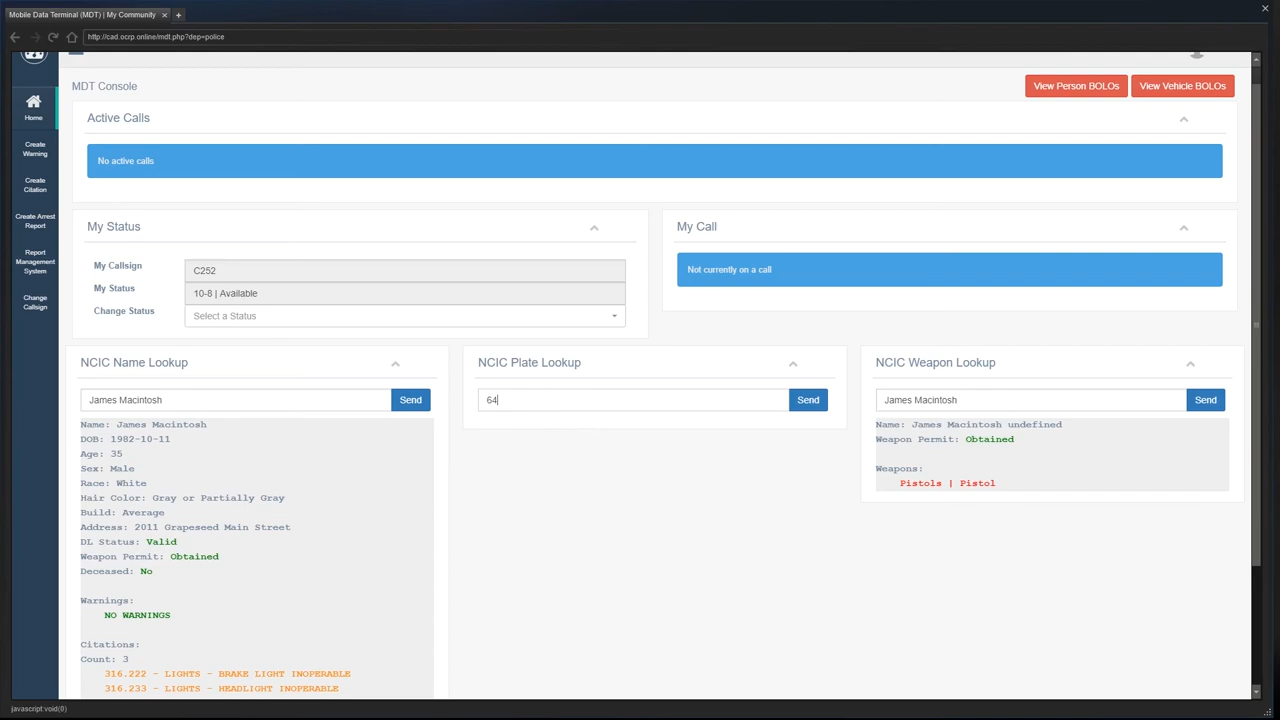 Mobile Data Terminal (MDT) | My Community
http://cad.ocrp.online/mdt.php?dep=police
MDT Console
View Person BOLOs
View Vehicle BOLOs
Home
Create
Warning
Create
Citation
Create Arrest
Report
Report
Management
System
Change
Callsign
Active Calls
No active calls
My Status
My Callsign
C252
My Status
10-8 | Available
Change Status
Select a Status
My Call
Not currently on a call
NCIC Name Lookup
James Macintosh
Send
Name: James Macintosh
DOB: 1982-10-11
Age: 35
Sex: Male
Race: White
Hair Color: Gray or Partially Gray
Build: Average
Address: 2011 Grapeseed Main Street
DL Status: Valid
Weapon Permit: Obtained
Deceased: No
Warnings:
NO WARNINGS
Citations:
Count: 3
316.222 - LIGHTS - BRAKE LIGHT INOPERABLE
316.233 - LIGHTS - HEADLIGHT INOPERABLE
NCIC Plate Lookup
64
Send
NCIC Weapon Lookup
James Macintosh
Send
Name: James Macintosh undefined
Weapon Permit: Obtained
Weapons:
Pistols | Pistol
javascript:void(0)